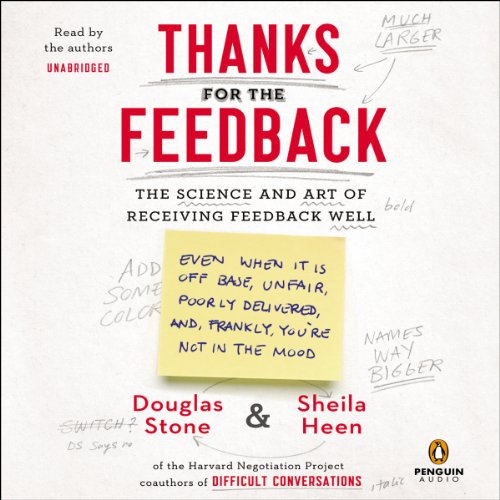 Read by
the authors
UNABRIDGED
MUCH
LARGER
THANKS
FOR THE
FEEDBACK
THE SCIENCE AND ART OF
RECEIVING FEEDBACK WELL
bold
ADD
SOME
COLOR
EVEN WHEN IT IS
OFF BASE, UNFAIR,
POORLY DELIVERED,
AND, FRANKLY, YOU'RE
NOT IN THE MOOD
NAMES
WAY
BIGGER
Douglas
Stone
&
Sheila
Heen
SWITCH?
DS says no
of the Harvard Negotiation Project
coauthors of DIFFICULT CONVERSATIONS
italic
PENGUIN
AUDIO